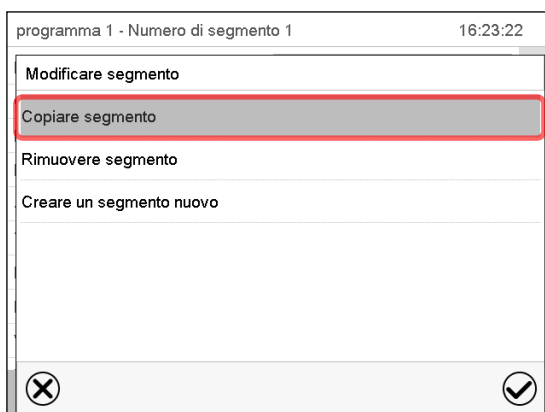 programma 1 - Numero di segmento 1 16:23:22
Modificare segmento
Copiare segmento
Rimuovere segmento
Creare un segmento nuovo